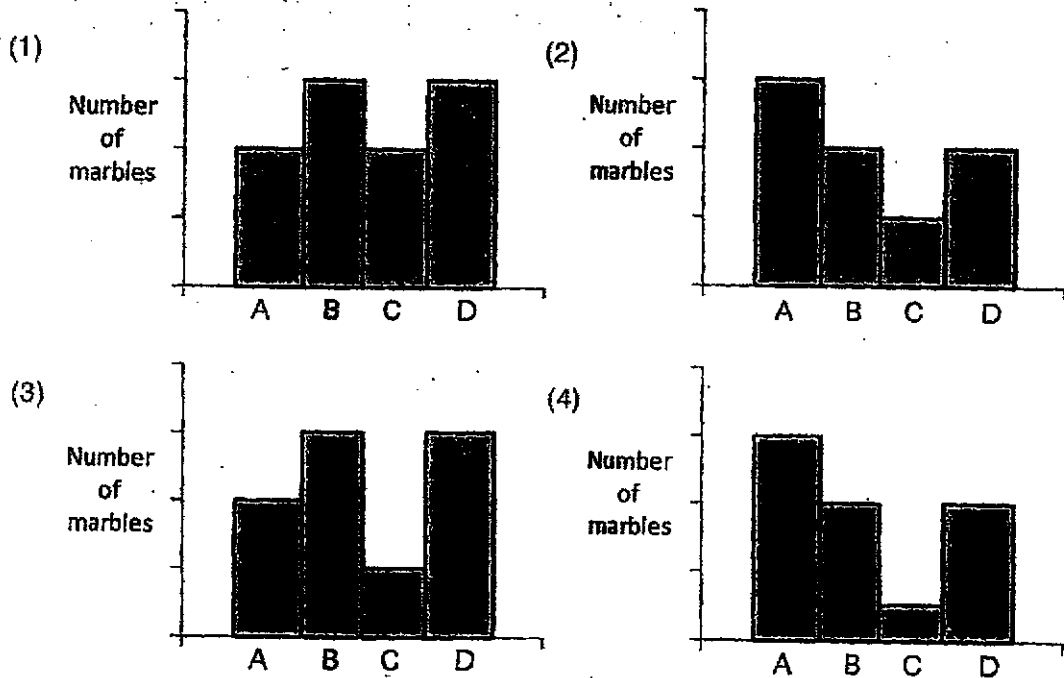 (1)
Number
of
marbles
A B C D
(2)
Number
of
marbles
A B C D
(3)
Number
of
marbles
A B C D
(4)
Number
of
marbles
A B C D